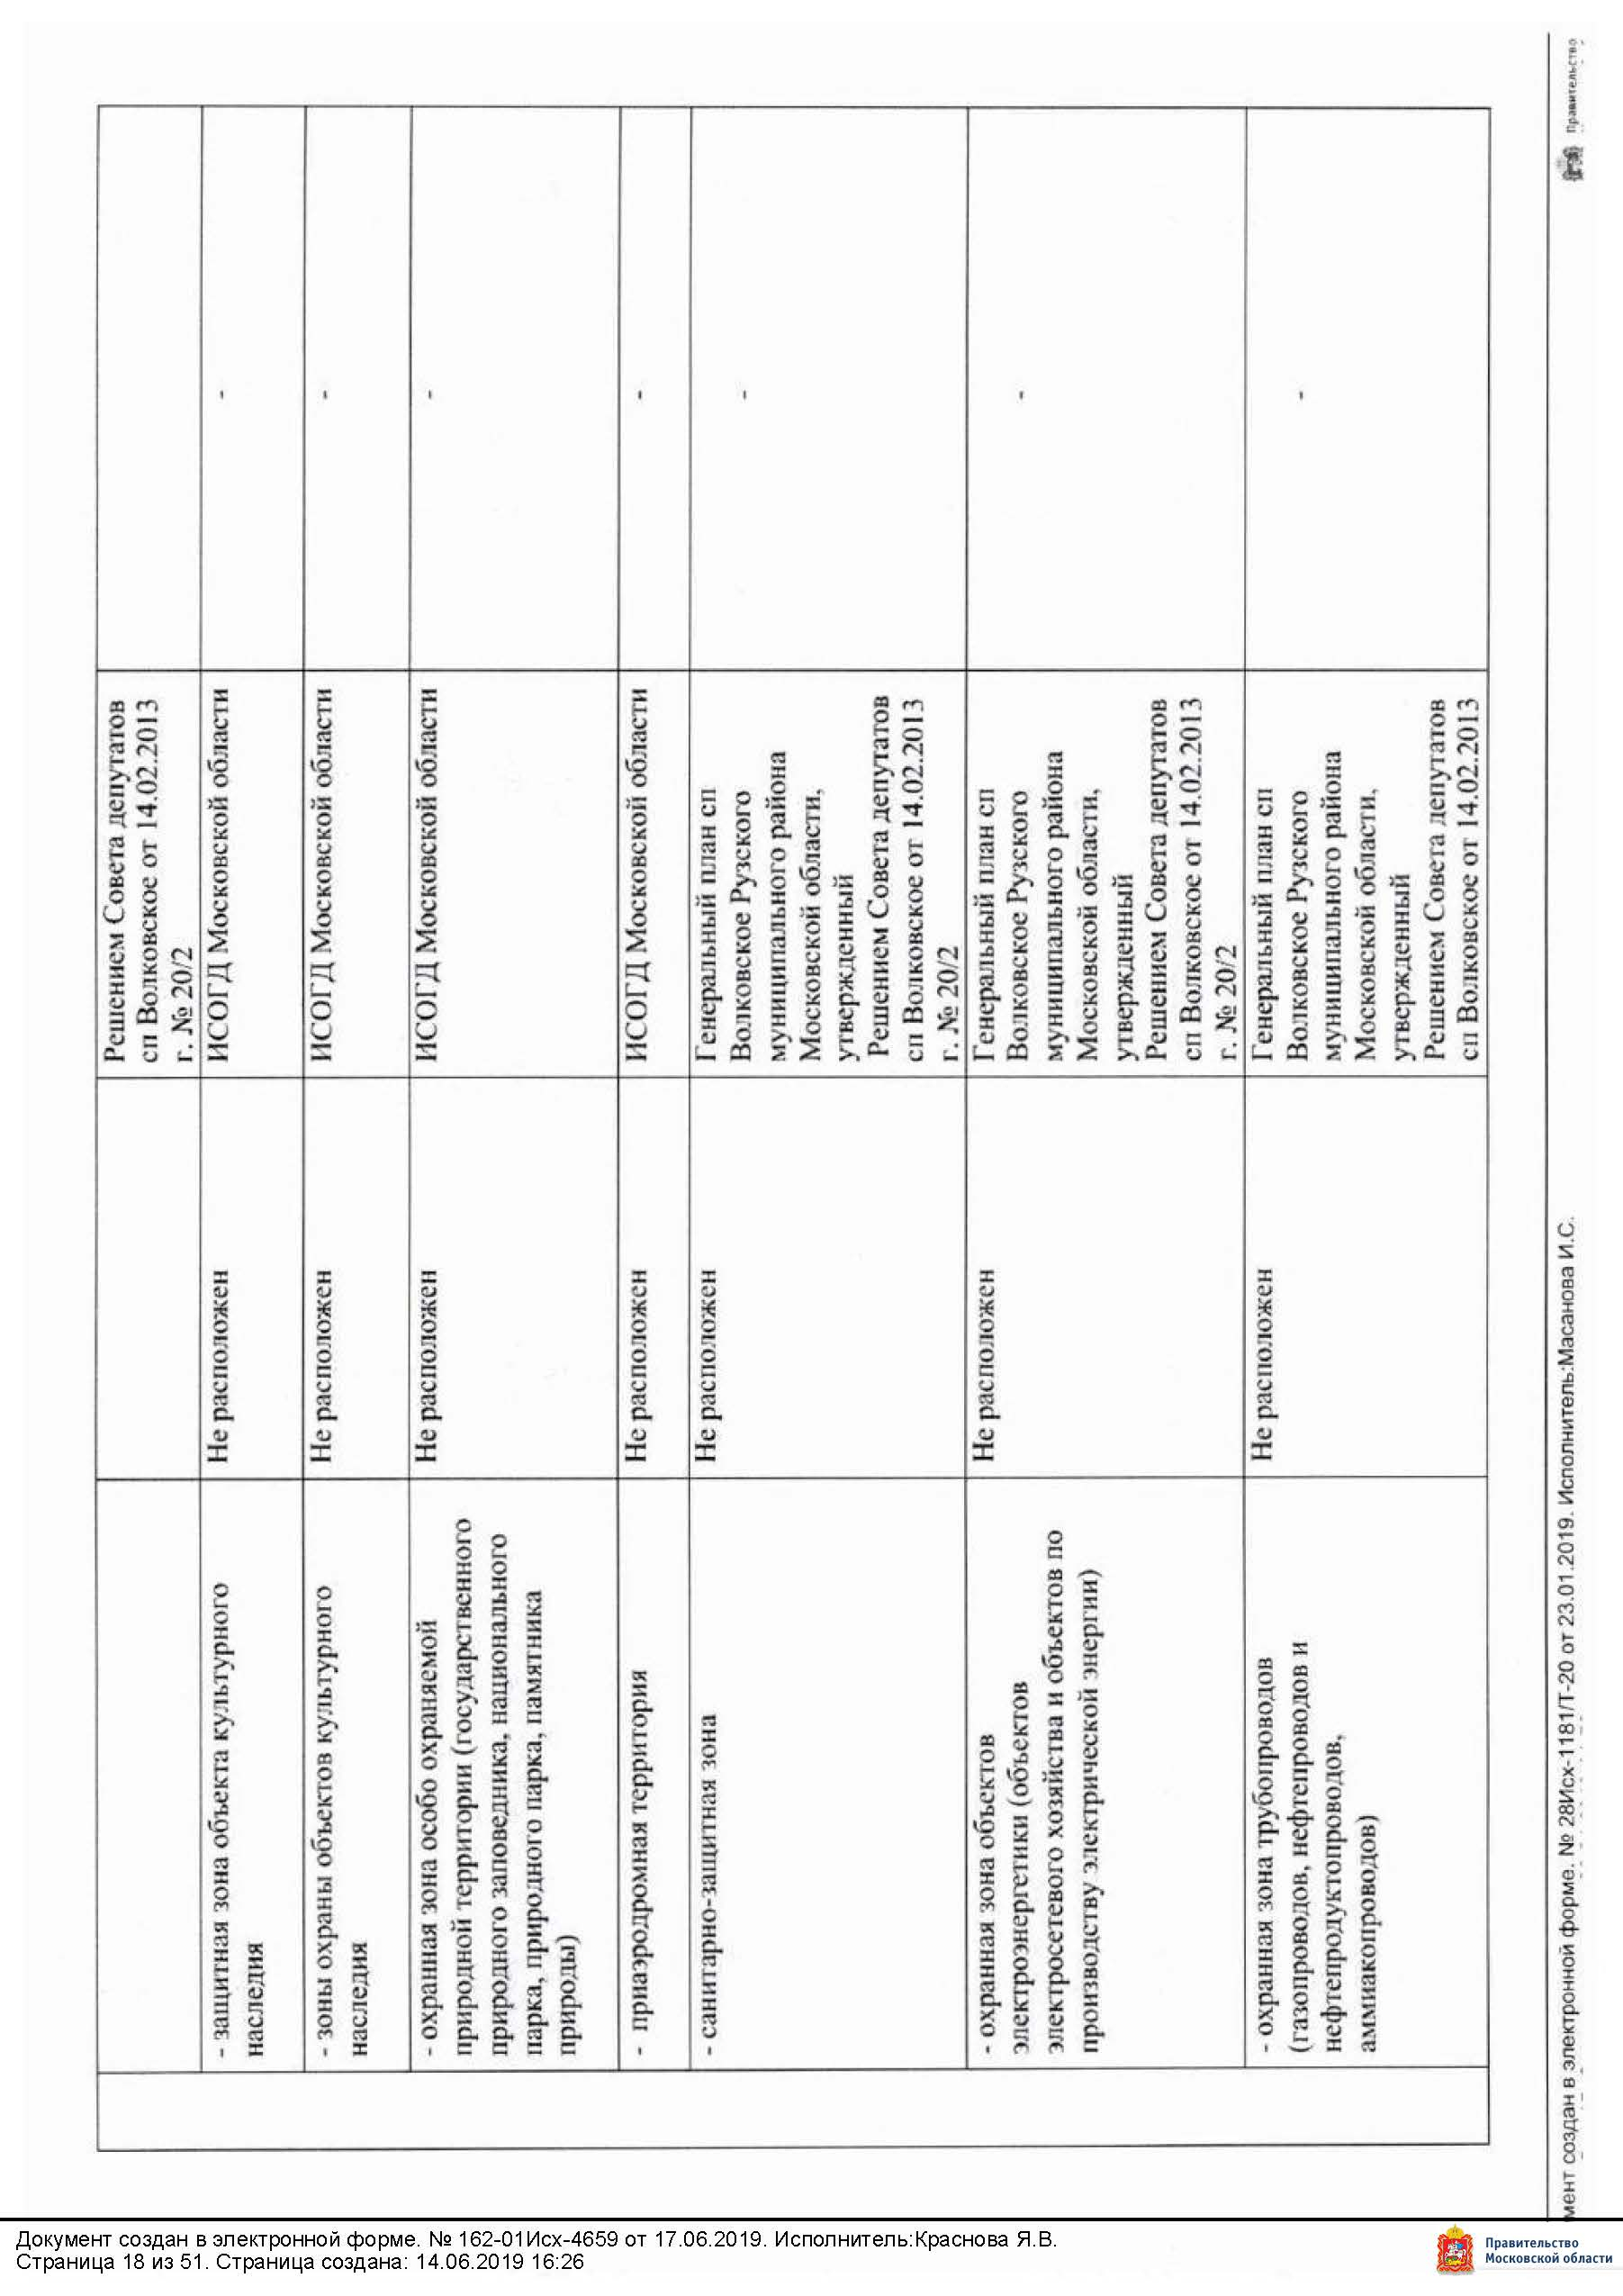 Решением Совета депутатов
сп Волковское от 14.02.2013
г. № 20/2
- защитная зона объекта культурного
наследия
Не расположен
ИСОГД Московской области
-
- зоны охраны объектов культурного
наследия
Не расположен
ИСОГД Московской области
-
- охранная зона особо охраняемой
природной территории (государственного
природного заповедника, национального
парка, природного парка, памятника
природы)
Не расположен
ИСОГД Московской области
-
- приаэродромная территория
Не расположен
ИСОГД Московской области
-
- санитарно-защитная зона
Не расположен
Генеральный план сп
Волковское Рузского
муниципального района
Московской области,
утвержденный
Решением Совета депутатов
сп Волковское от 14.02.2013
г. № 20/2
-
- охранная зона объектов
электроэнергетики (объектов
электросетевого хозяйства и объектов по
производству электрической энергии)
Не расположен
Генеральный план сп
Волковское Рузского
муниципального района
Московской области,
утвержденный
Решением Совета депутатов
сп Волковское от 14.02.2013
г. № 20/2
-
- охранная зона трубопроводов
(газопроводов, нефтепроводов и
нефтепродуктопроводов,
аммиакопроводов)
Не расположен
Генеральный план сп
Волковское Рузского
муниципального района
Московской области,
утвержденный
Решением Совета депутатов
сп Волковское от 14.02.2013
-
мент создан в электронной форме. № 28Исх-1181/Т-20 от 23.01.2019. Исполнитель:Масанова И.С.
Правительство
Документ создан в электронной форме. № 162-01Исх-4659 от 17.06.2019. Исполнитель:Краснова Я.В.
Страница 18 из 51. Страница создана: 14.06.2019 16:26
Правительство
Московской области